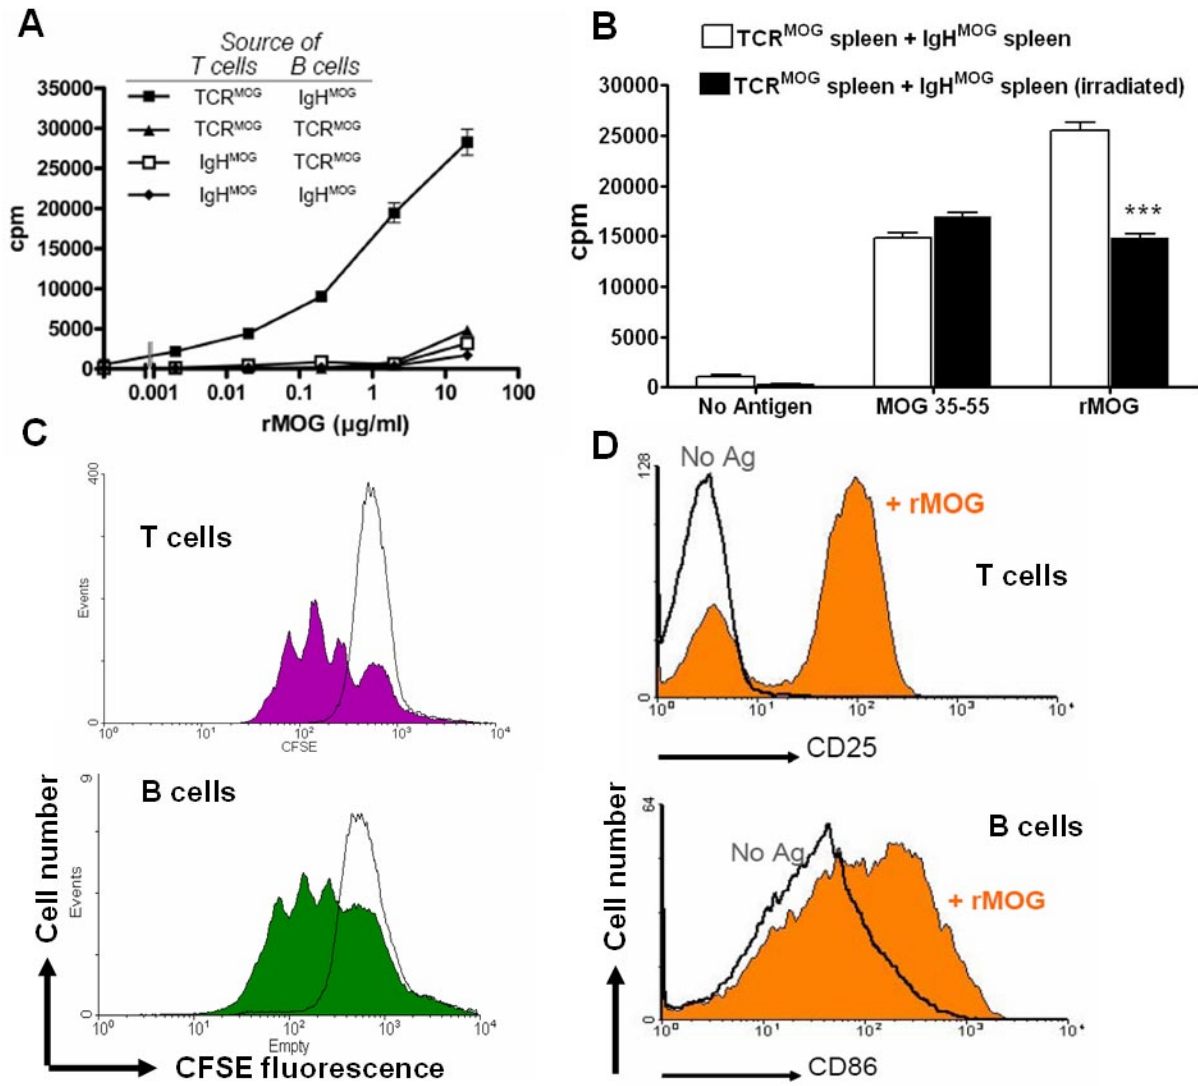 A
Source of
T cells B cells
TCR^MOG IgH^MOG
TCR^MOG TCR^MOG
IgH^MOG TCR^MOG
IgH^MOG IgH^MOG
35000
30000
25000
20000
15000
10000
5000
0
cpm
0.001 0.01 0.1 1 10 100
rMOG (µg/ml)
B
TCR^MOG spleen + IgH^MOG spleen
TCR^MOG spleen + IgH^MOG spleen (irradiated)
30000
25000
20000
15000
10000
5000
0
cpm
***
No Antigen MOG 35-55 rMOG
C
400
T cells
Events
0
10^0 10^1 10^2 10^3 10^4
CFSE
9
B cells
Cell number
Events
0
10^0 10^1 10^2 10^3 10^4
Empty
CFSE fluorescence
D
No Ag
128
+ rMOG
T cells
0
10^0 10^1 10^2 10^3 10^4
CD25
64
B cells
No Ag
+ rMOG
Cell number
0
10^0 10^1 10^2 10^3 10^4
CD86